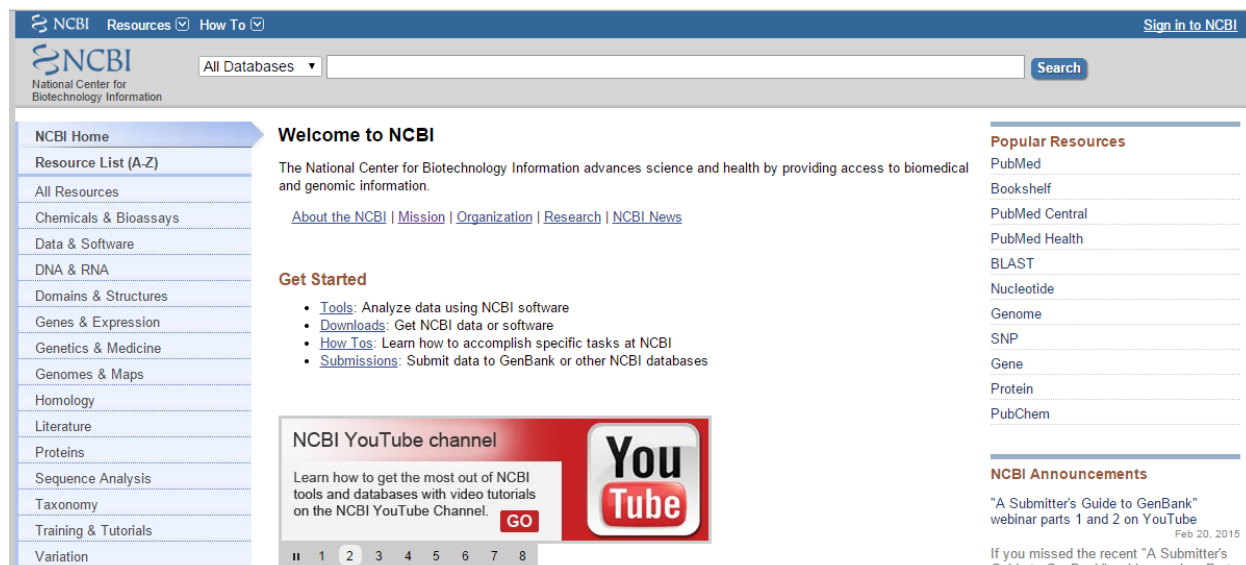 NCBI Resources How To Sign in to NCBI
NCBI
National Center for
Biotechnology Information
All Databases
Search
NCBI Home
Resource List (A-Z)
All Resources
Chemicals & Bioassays
Data & Software
DNA & RNA
Domains & Structures
Genes & Expression
Genetics & Medicine
Genomes & Maps
Homology
Literature
Proteins
Sequence Analysis
Taxonomy
Training & Tutorials
Variation
Welcome to NCBI
The National Center for Biotechnology Information advances science and health by providing access to biomedical
and genomic information.
About the NCBI | Mission | Organization | Research | NCBI News
Get Started
• Tools: Analyze data using NCBI software
• Downloads: Get NCBI data or software
• How Tos: Learn how to accomplish specific tasks at NCBI
• Submissions: Submit data to GenBank or other NCBI databases
NCBI YouTube channel
Learn how to get the most out of NCBI
tools and databases with video tutorials
on the NCBI YouTube Channel.
GO
You
Tube
1 2 3 4 5 6 7 8
Popular Resources
PubMed
Bookshelf
PubMed Central
PubMed Health
BLAST
Nucleotide
Genome
SNP
Gene
Protein
PubChem
NCBI Announcements
"A Submitter's Guide to GenBank"
webinar parts 1 and 2 on YouTube
Feb 20, 2015
If you missed the recent "A Submitter's